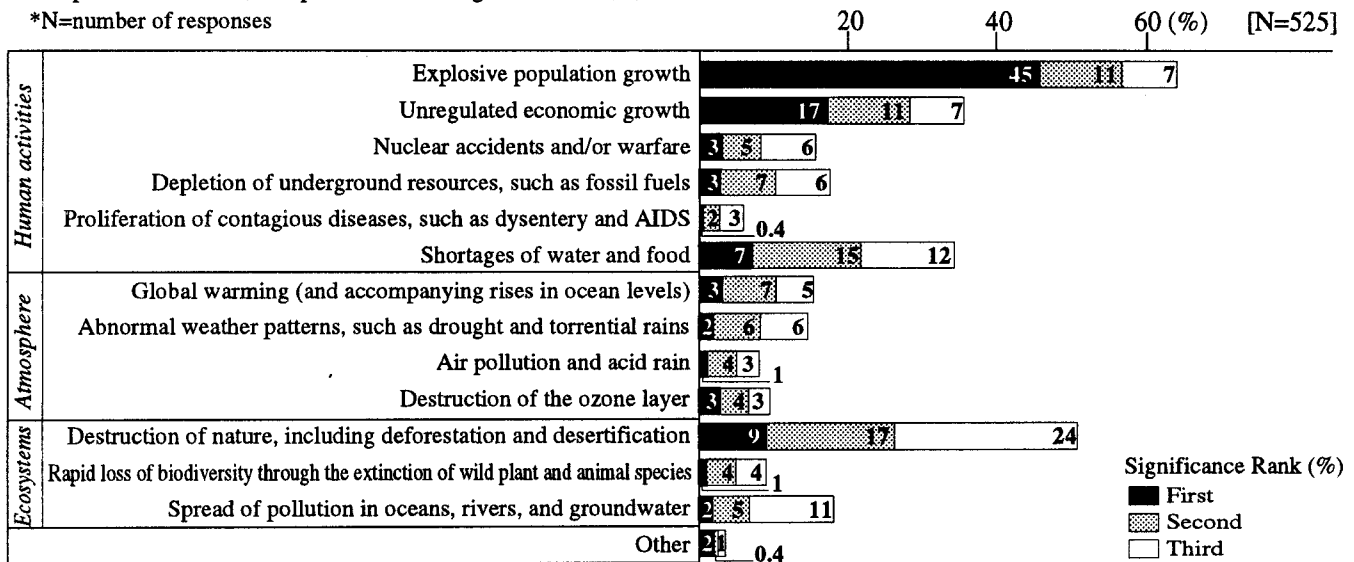 *N=number of responses
20 40 60 (%) [N=525]
Human activities
Explosive population growth 45 11 7
Unregulated economic growth 17 11 7
Nuclear accidents and/or warfare 3 5 6
Depletion of underground resources, such as fossil fuels 3 7 6
Proliferation of contagious diseases, such as dysentery and AIDS 2 3 0.4
Shortages of water and food 7 15 12
Atmosphere
Global warming (and accompanying rises in ocean levels) 3 7 5
Abnormal weather patterns, such as drought and torrential rains 2 6 6
Air pollution and acid rain 4 3 1
Destruction of the ozone layer 3 4 3
Ecosystems
Destruction of nature, including deforestation and desertification 9 17 24
Rapid loss of biodiversity through the extinction of wild plant and animal species 4 4 1
Spread of pollution in oceans, rivers, and groundwater 2 5 11
Other 2 1 0.4
Significance Rank (%)
First
Second
Third